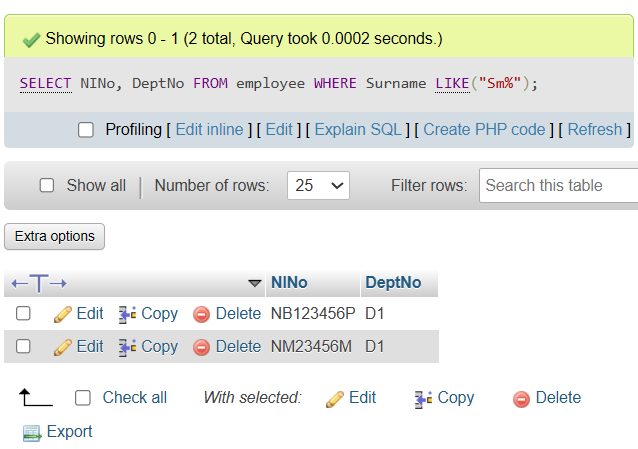 Showing rows 0 - 1 (2 total, Query took 0.0002 seconds.)
SELECT NINo, DeptNo FROM employee WHERE Surname LIKE("Sm%");
Profiling [ Edit inline ] [ Edit ] [ Explain SQL ] [ Create PHP code ] [ Refresh ]
Show all Number of rows: 25 Filter rows: Search this table
Extra options
←T→ NINo DeptNo
Edit Copy Delete NB123456P D1
Edit Copy Delete NM23456M D1
Check all With selected: Edit Copy Delete
Export